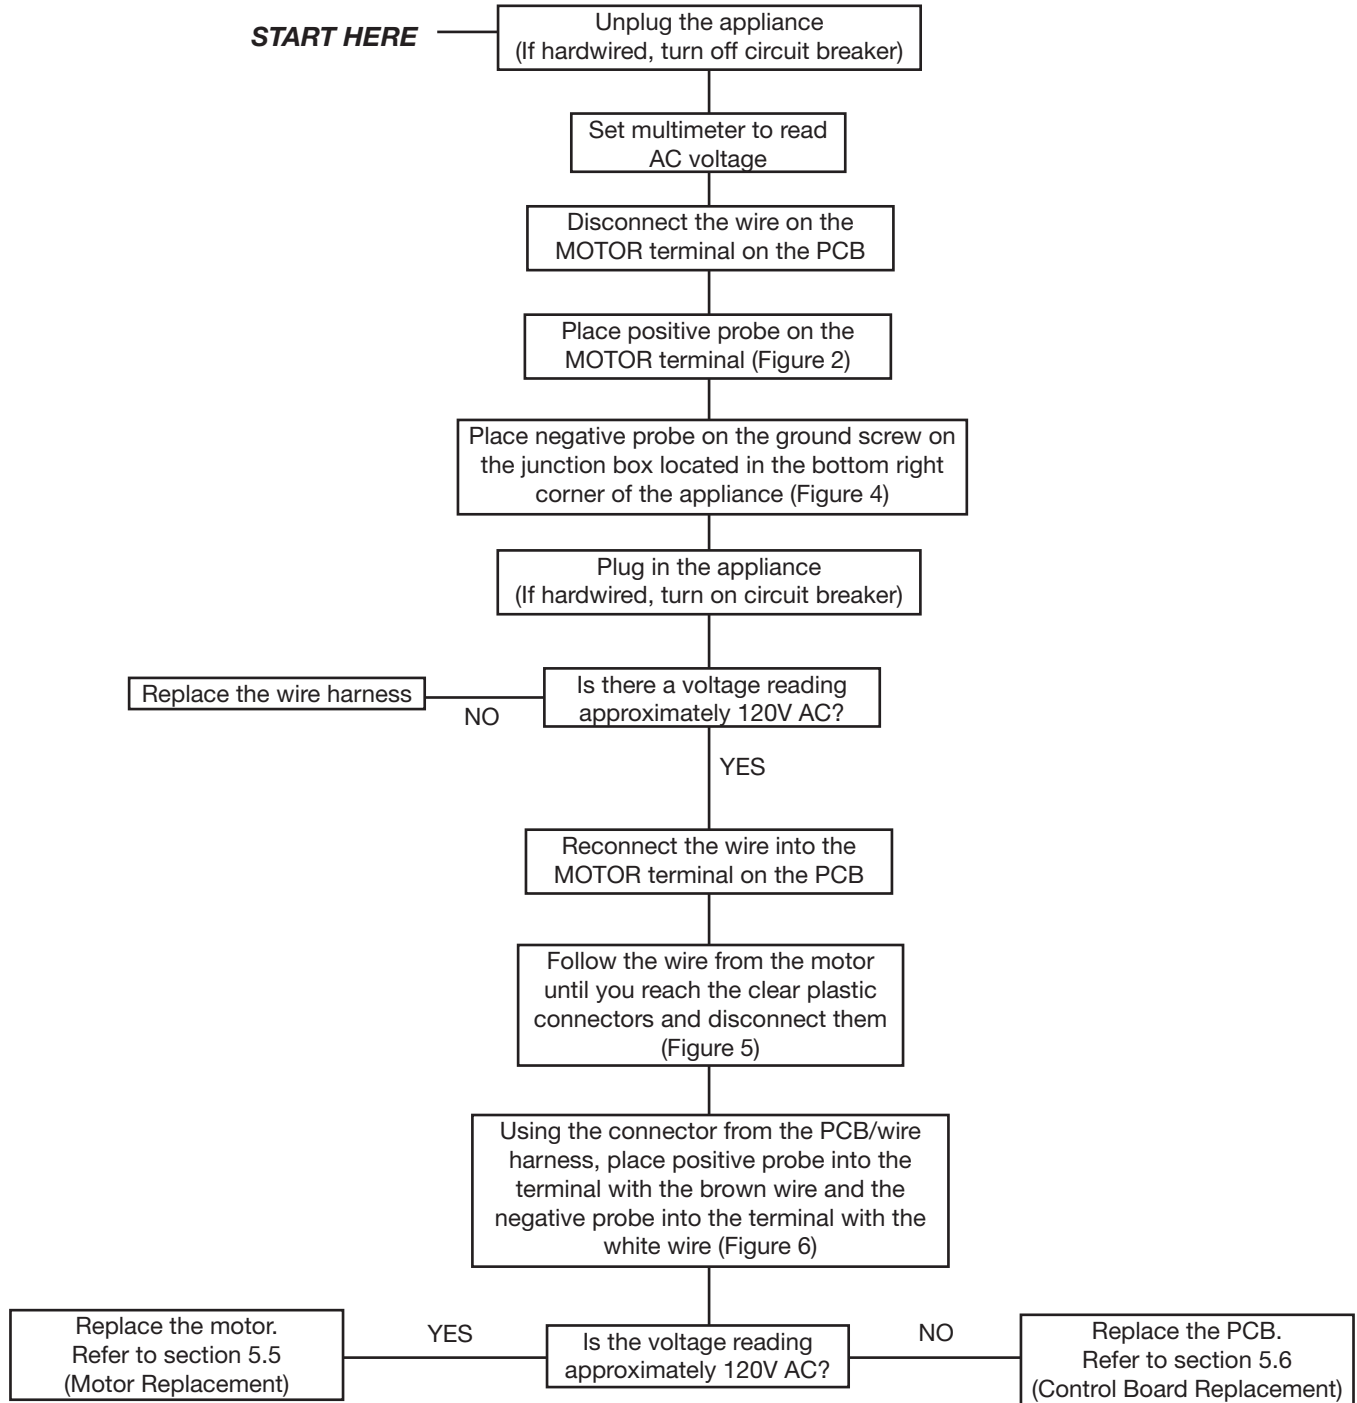 START HERE
Unplug the appliance
(If hardwired, turn off circuit breaker)
Set multimeter to read
AC voltage
Disconnect the wire on the
MOTOR terminal on the PCB
Place positive probe on the
MOTOR terminal (Figure 2)
Place negative probe on the ground screw on
the junction box located in the bottom right
corner of the appliance (Figure 4)
Plug in the appliance
(If hardwired, turn on circuit breaker)
Is there a voltage reading
approximately 120V AC?
NO
Replace the wire harness
YES
Reconnect the wire into the
MOTOR terminal on the PCB
Follow the wire from the motor
until you reach the clear plastic
connectors and disconnect them
(Figure 5)
Using the connector from the PCB/wire
harness, place positive probe into the
terminal with the brown wire and the
negative probe into the terminal with the
white wire (Figure 6)
Is the voltage reading
approximately 120V AC?
YES
Replace the motor.
Refer to section 5.5
(Motor Replacement)
NO
Replace the PCB.
Refer to section 5.6
(Control Board Replacement)